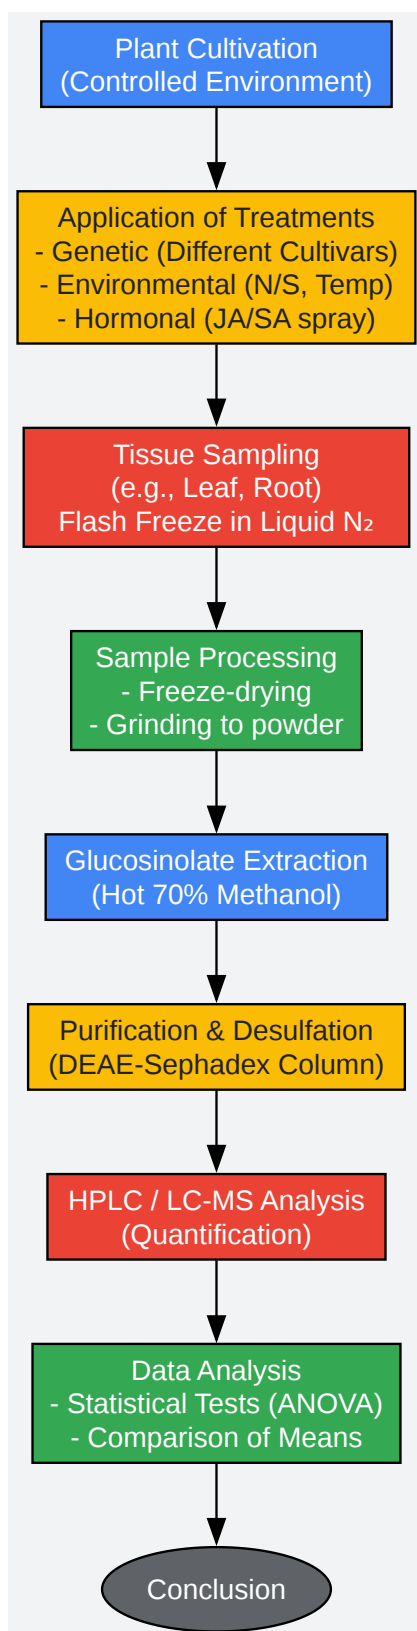 Plant Cultivation
(Controlled Environment)
Application of Treatments
- Genetic (Different Cultivars)
- Environmental (N/S, Temp)
- Hormonal (JA/SA spray)
Tissue Sampling
(e.g., Leaf, Root)
Flash Freeze in Liquid N₂
Sample Processing
- Freeze-drying
- Grinding to powder
Glucosinolate Extraction
(Hot 70% Methanol)
Purification & Desulfation
(DEAE-Sephadex Column)
HPLC / LC-MS Analysis
(Quantification)
Data Analysis
- Statistical Tests (ANOVA)
- Comparison of Means
Conclusion